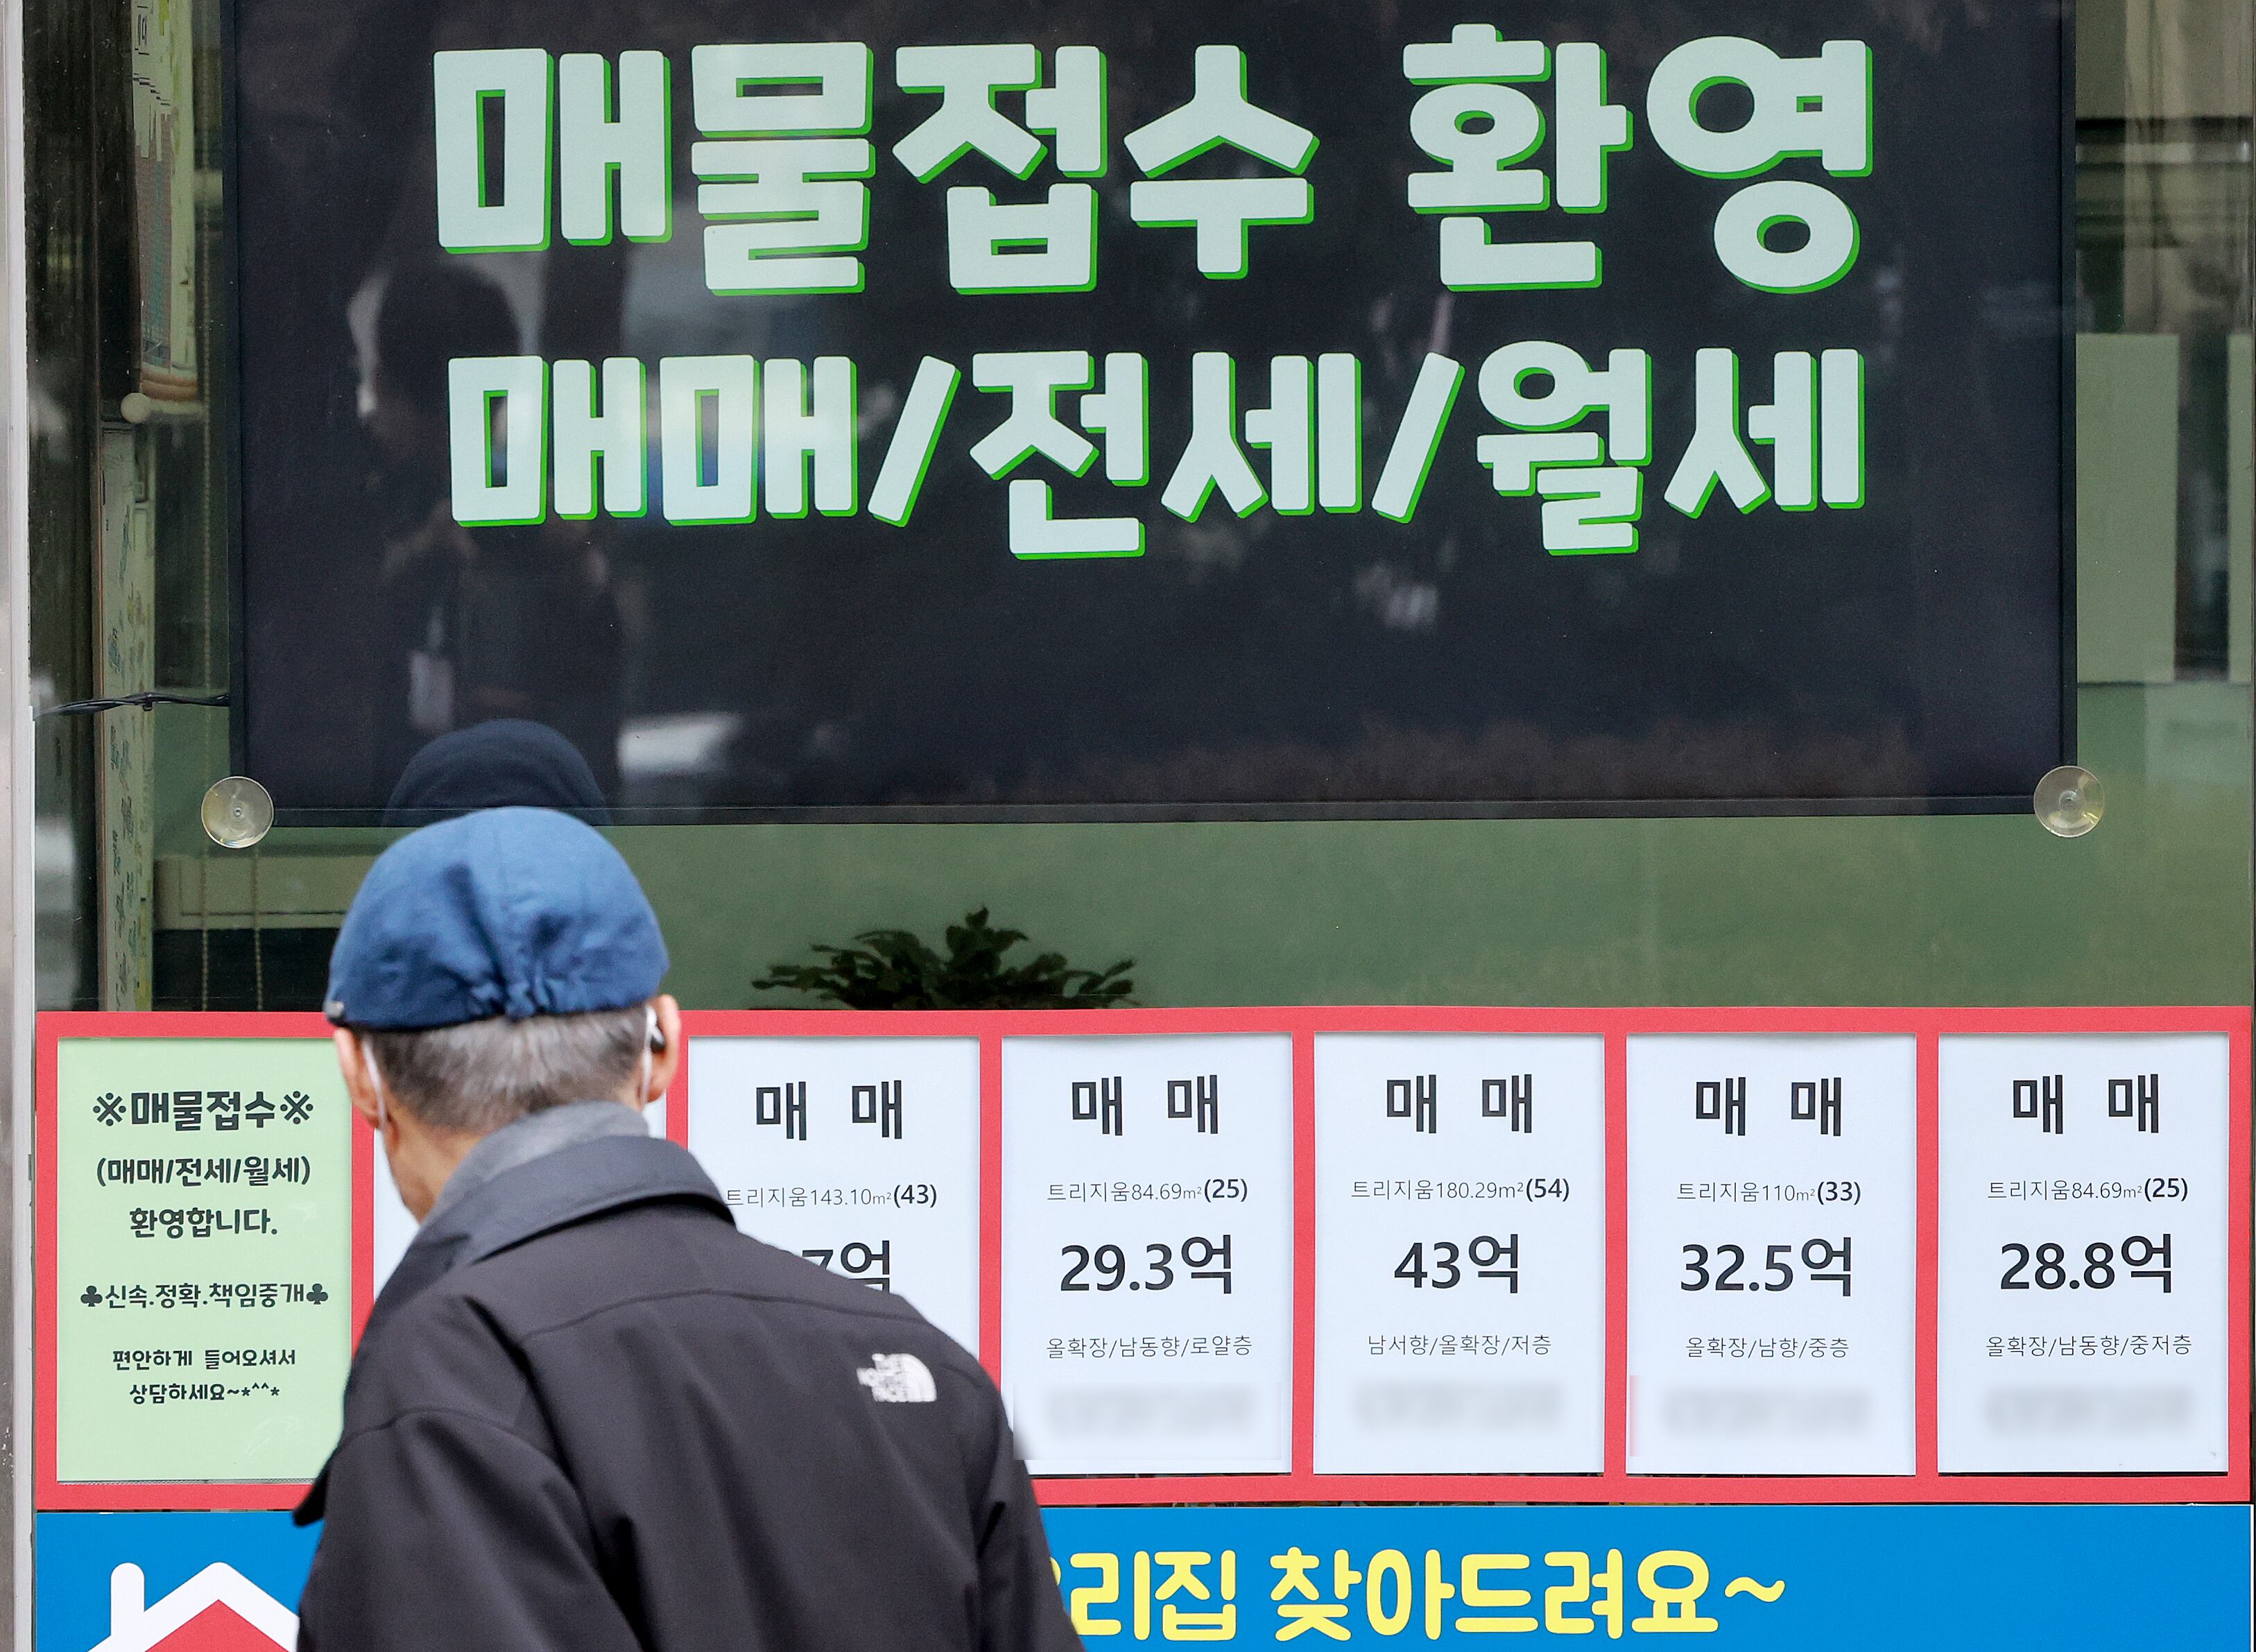 매물접수 환영
매매/전세/월세
※매물접수※
(매매/전세/월세)
환영합니다.
♣신속.정확.책임중개♣
편안하게 들어오셔서
상담하세요~*^^*
매 매
트리지움143.10m²(43)
7억
매 매
트리지움84.69m²(25)
29.3억
올확장/남동향/로얄층
매 매
트리지움180.29m²(54)
43억
남서향/올확장/저층
매 매
트리지움110m²(33)
32.5억
올확장/남향/중층
매 매
트리지움84.69m²(25)
28.8억
올확장/남동향/중저층
THE NORTH FACE
리집 찾아드려요~